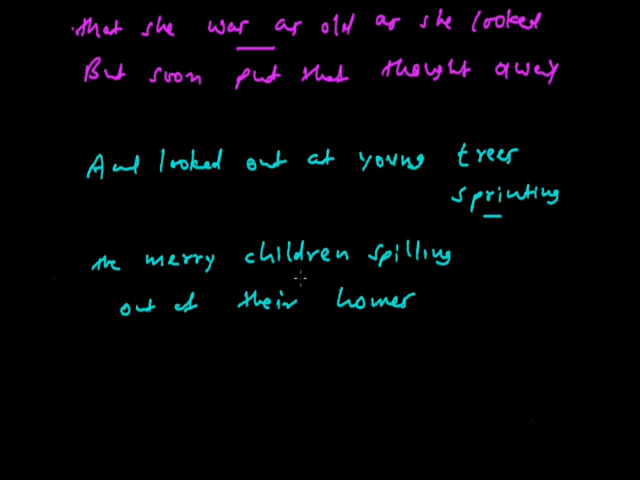 that she was as old as she looked
But soon put that thought away
And looked out at young trees
sprinting
the merry children spilling
out of their homes